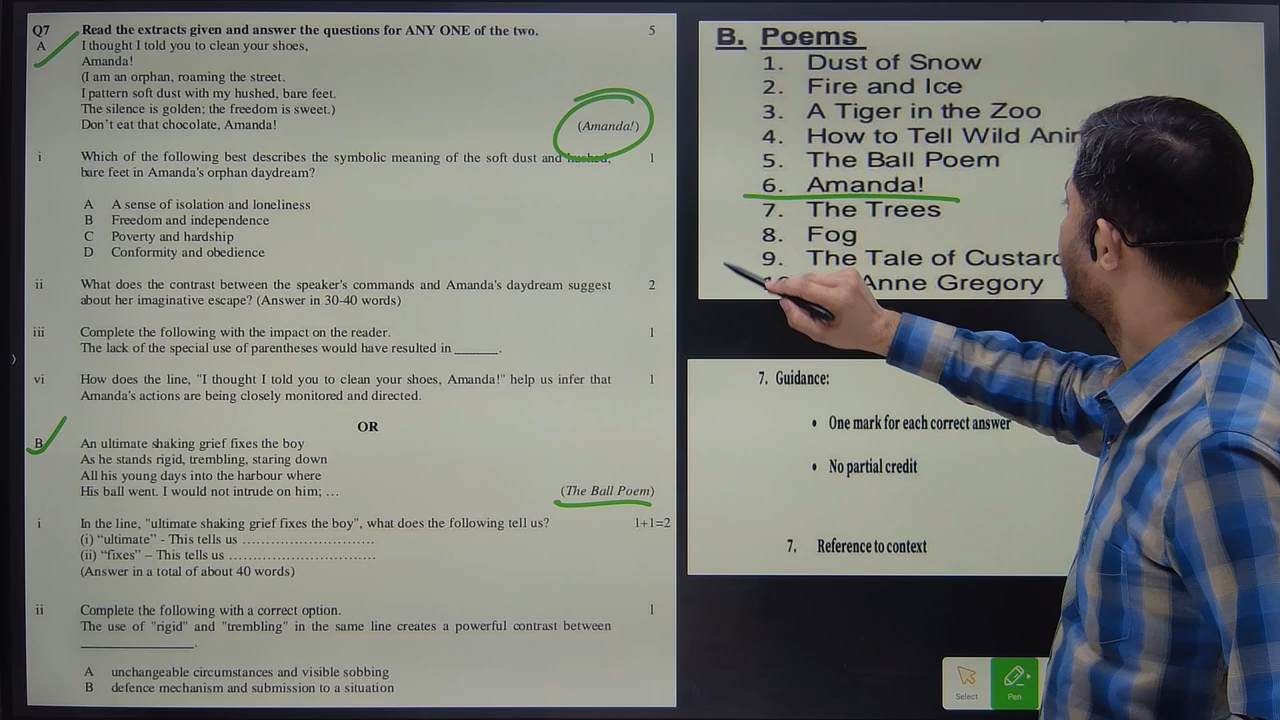 Q7 Read the extracts given and answer the questions for ANY ONE of the two. 5
A I thought I told you to clean your shoes,
Amanda!
(I am an orphan, roaming the street.
I pattern soft dust with my hushed, bare feet.
The silence is golden; the freedom is sweet.)
Don't eat that chocolate, Amanda! (Amanda!)
i Which of the following best describes the symbolic meaning of the soft dust and hushed, 1
bare feet in Amanda's orphan daydream?
A A sense of isolation and loneliness
B Freedom and independence
C Poverty and hardship
D Conformity and obedience
ii What does the contrast between the speaker's commands and Amanda's daydream suggest 2
about her imaginative escape? (Answer in 30-40 words)
iii Complete the following with the impact on the reader. 1
The lack of the special use of parentheses would have resulted in ______.
vi How does the line, "I thought I told you to clean your shoes, Amanda!" help us infer that 1
Amanda's actions are being closely monitored and directed.
OR
B An ultimate shaking grief fixes the boy
As he stands rigid, trembling, staring down
All his young days into the harbour where
His ball went. I would not intrude on him; … (The Ball Poem)
i In the line, "ultimate shaking grief fixes the boy", what does the following tell us? 1+1=2
(i) "ultimate" - This tells us ..........................
(ii) "fixes" – This tells us .............................
(Answer in a total of about 40 words)
ii Complete the following with a correct option. 1
The use of "rigid" and "trembling" in the same line creates a powerful contrast between
_______________.
A unchangeable circumstances and visible sobbing
B defence mechanism and submission to a situation
B. Poems
1. Dust of Snow
2. Fire and Ice
3. A Tiger in the Zoo
4. How to Tell Wild
5. The Ball Poem
6. Amanda!
7. The Trees
8. Fog
9. The Tale of
Anne Gregory
7. Guidance:
• One mark for each correct answer
• No partial credit
7. Reference to context
Select
Pen